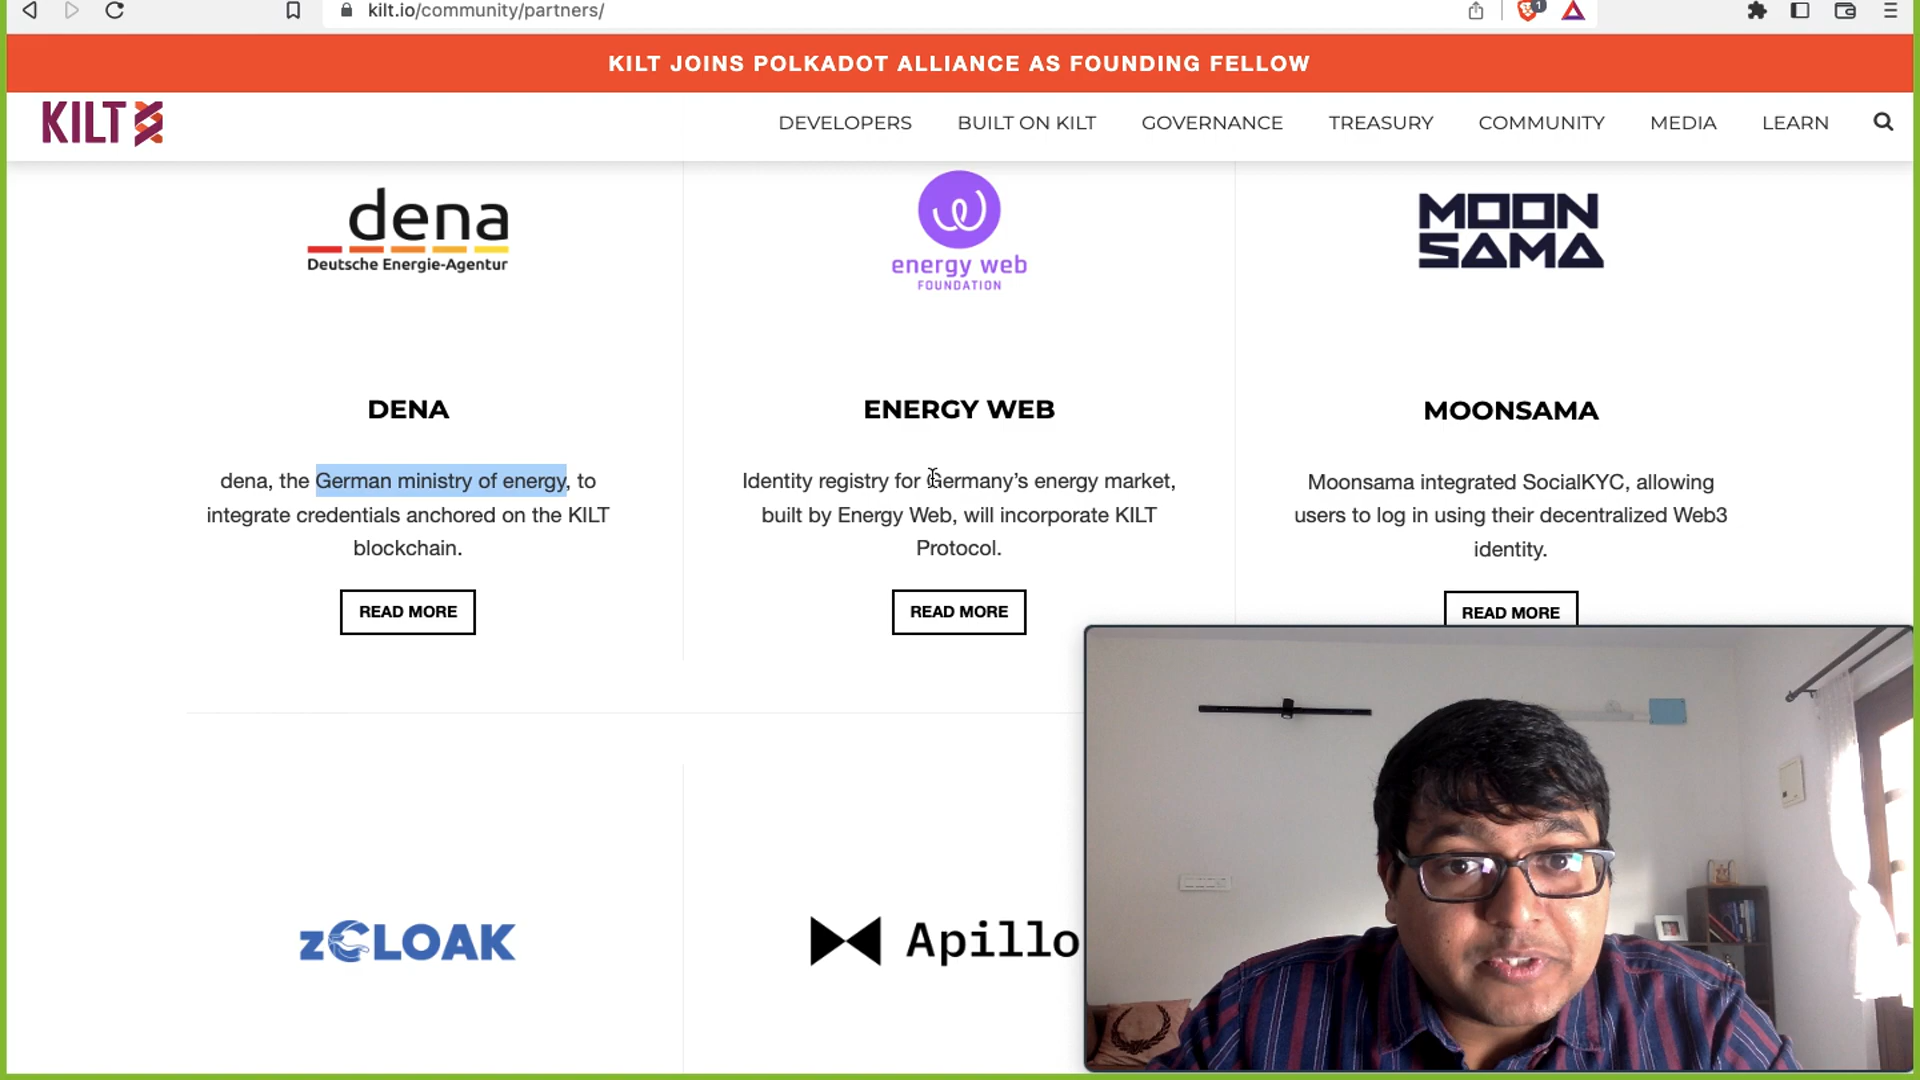 kilt.io/community/partners/
1
KILT JOINS POLKADOT ALLIANCE AS FOUNDING FELLOW
KILT
DEVELOPERS
BUILT ON KILT
GOVERNANCE
TREASURY
COMMUNITY
MEDIA
LEARN
dena
Deutsche Energie-Agentur
energy web
FOUNDATION
MOON
SAMA
DENA
dena, the German ministry of energy, to
integrate credentials anchored on the KILT
blockchain.
READ MORE
ENERGY WEB
Identity registry for Germany’s energy market,
built by Energy Web, will incorporate KILT
Protocol.
READ MORE
MOONSAMA
Moonsama integrated SocialKYC, allowing
users to log in using their decentralized Web3
identity.
READ MORE
zCLOAK
Apillo